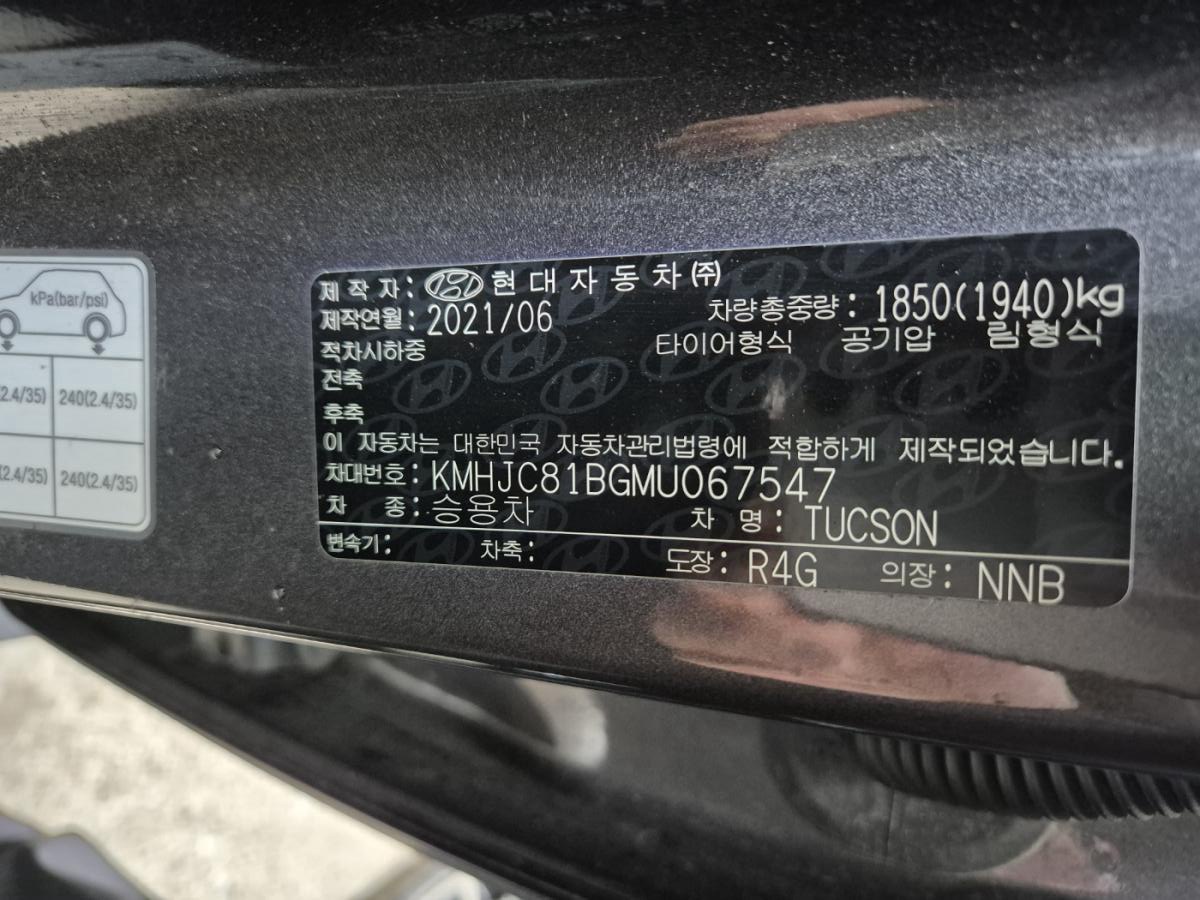 kPa(bar/psi)
2.4/35) 240(2.4/35)
(2.4/35) 240(2.4/35)
제 작 자: 현대자동차㈜
제작연월: 2021/06 차량총중량: 1850(1940)kg
적차시하중 타이어형식 공기압 림형식
전축
후축
이 자동차는 대한민국 자동차관리법령에 적합하게 제작되었습니다.
차대번호: KMHJC81BGMU067547
차 종: 승용차 차 명: TUCSON
변속기: 차축: 도장: R4G 의장: NNB